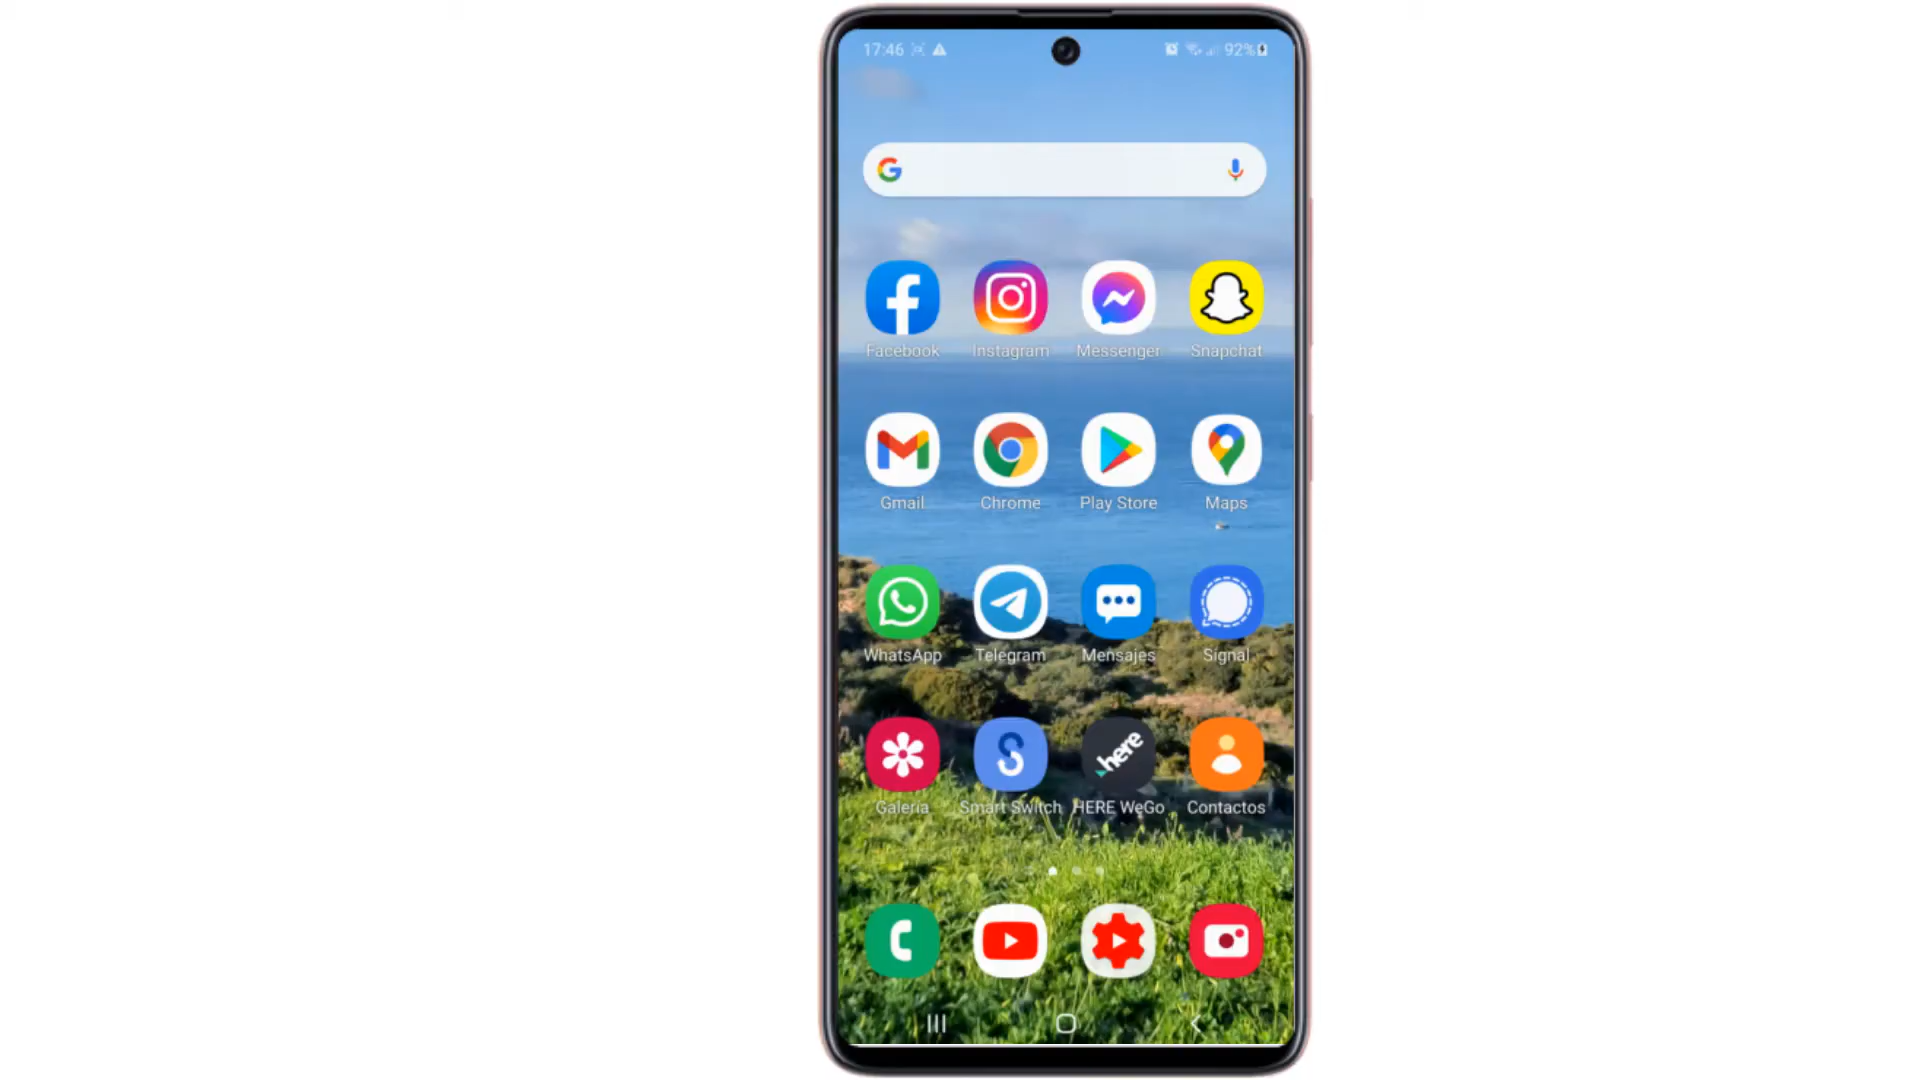 17:46 92%
Facebook Instagram Messenger Snapchat
Gmail Chrome Play Store Maps
WhatsApp Telegram Mensajes Signal
here
Galería Smart Switch HERE WeGo Contactos